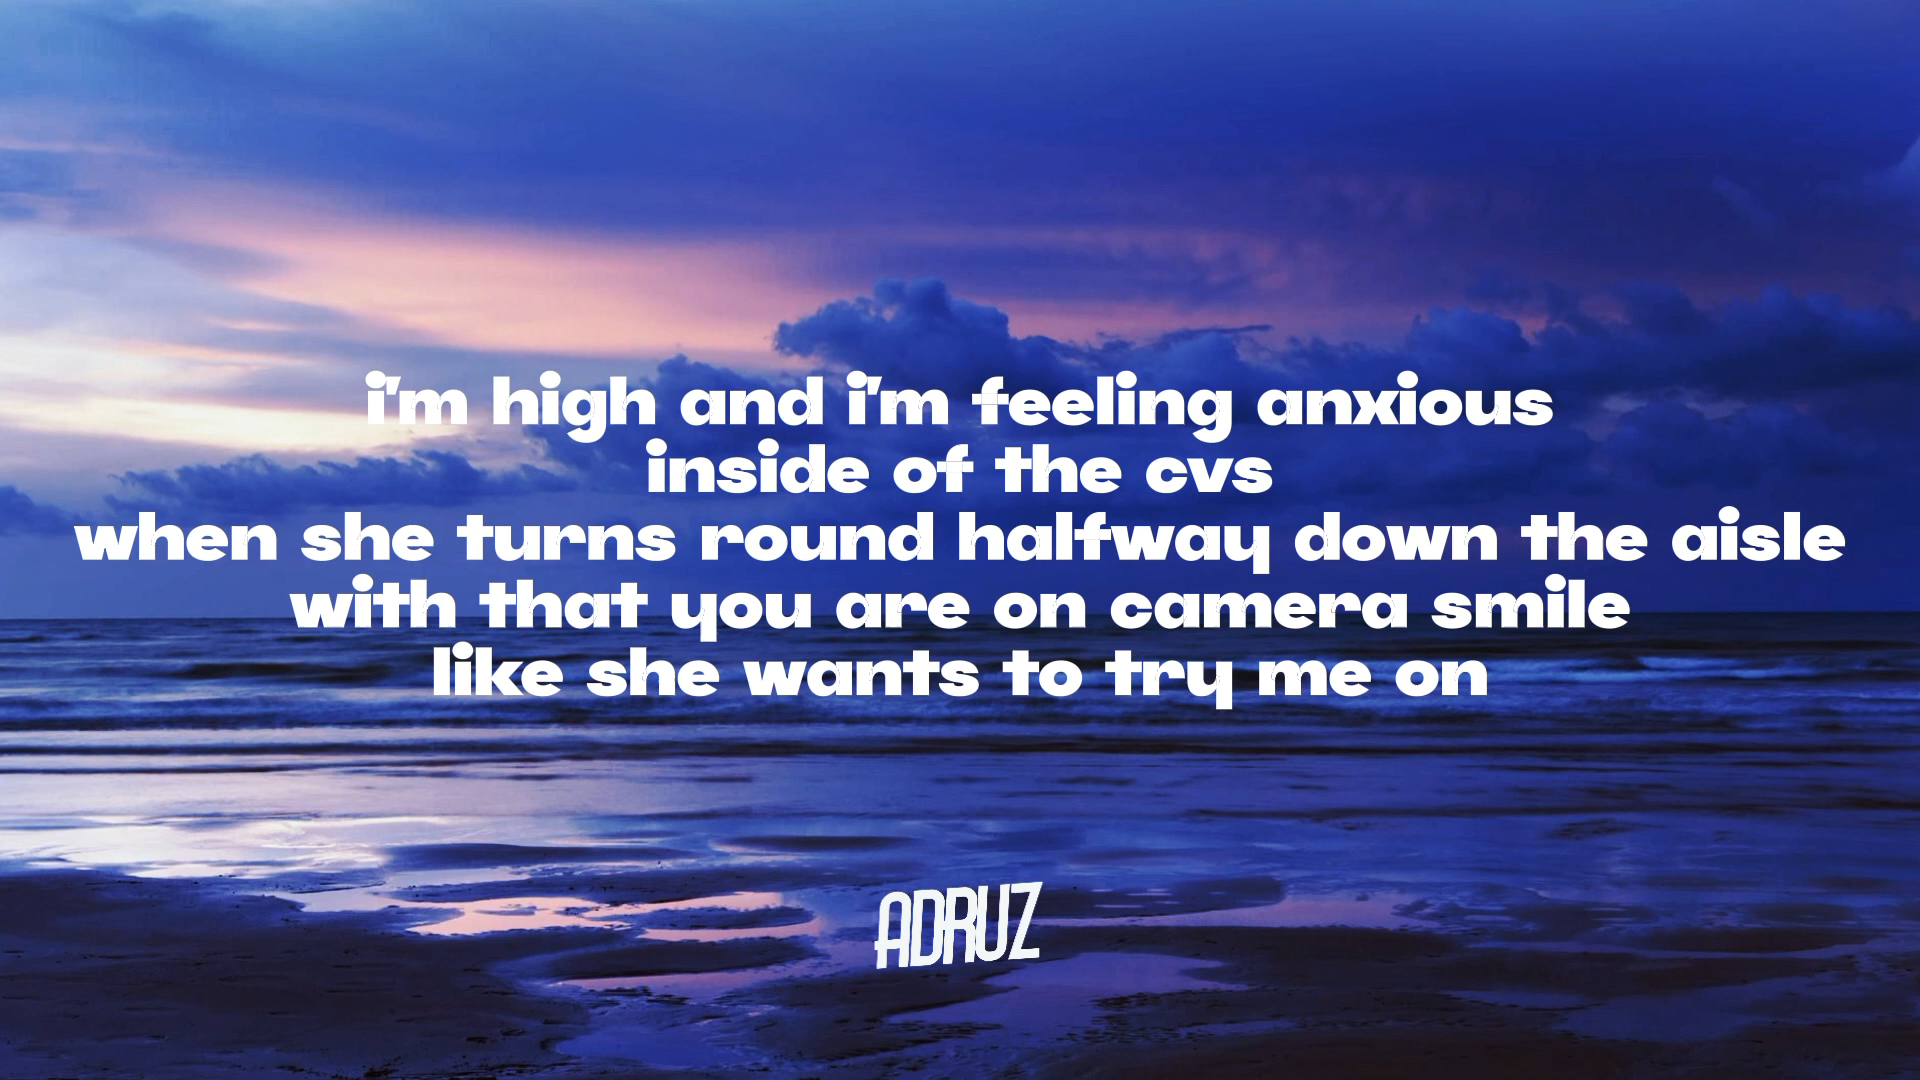 i'm high and i'm feeling anxious
inside of the cvs
when she turns round halfway down the aisle
with that you are on camera smile
like she wants to try me on
ADRUZ